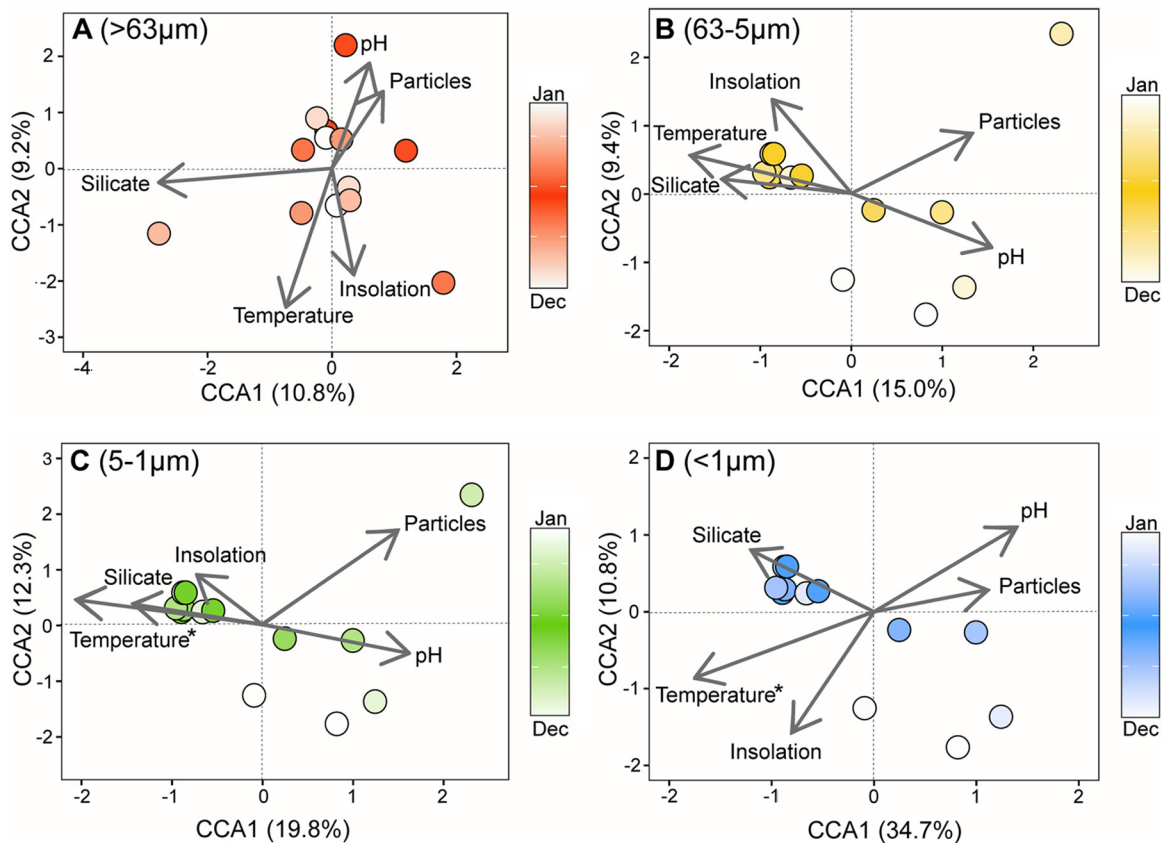 A (>63µm)
pH
Particles
Silicate
Insolation
Temperature
2
1
0
-1
-2
-3
CCA2 (9.2%)
-4
-2
0
2
CCA1 (10.8%)
Jan
Dec
B (63-5µm)
Insolation
Particles
Temperature
Silicate
pH
2
1
0
-1
-2
CCA2 (9.4%)
-2
-1
0
1
2
CCA1 (15.0%)
Jan
Dec
C (5-1µm)
Particles
Insolation
Silicate
Temperature*
pH
3
2
1
0
-1
-2
CCA2 (12.3%)
-2
-1
0
1
2
CCA1 (19.8%)
Jan
Dec
D (<1µm)
pH
Silicate
Particles
Temperature*
Insolation
2
1
0
-1
-2
CCA2 (10.8%)
-2
-1
0
1
2
CCA1 (34.7%)
Jan
Dec